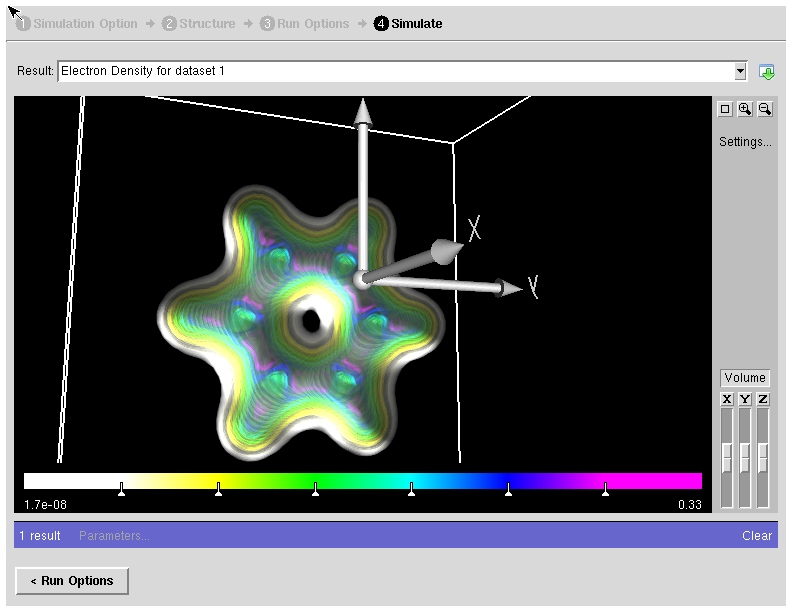 1 Simulation Option → 2 Structure → 3 Run Options → 4 Simulate
Result: Electron Density for dataset 1
Settings...
X
Y
Volume
X Y Z
1.7e-08 0.33
1 result Parameters... Clear
< Run Options